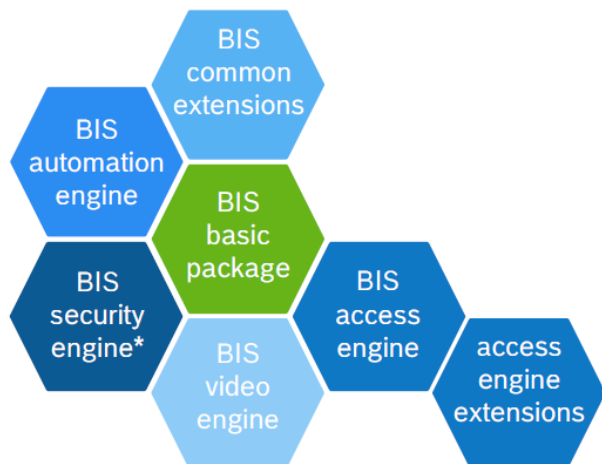 BIS
common
extensions
BIS
automation
engine
BIS
basic
package
BIS
security
engine*
BIS
access
engine
BIS
video
engine
access
engine
extensions